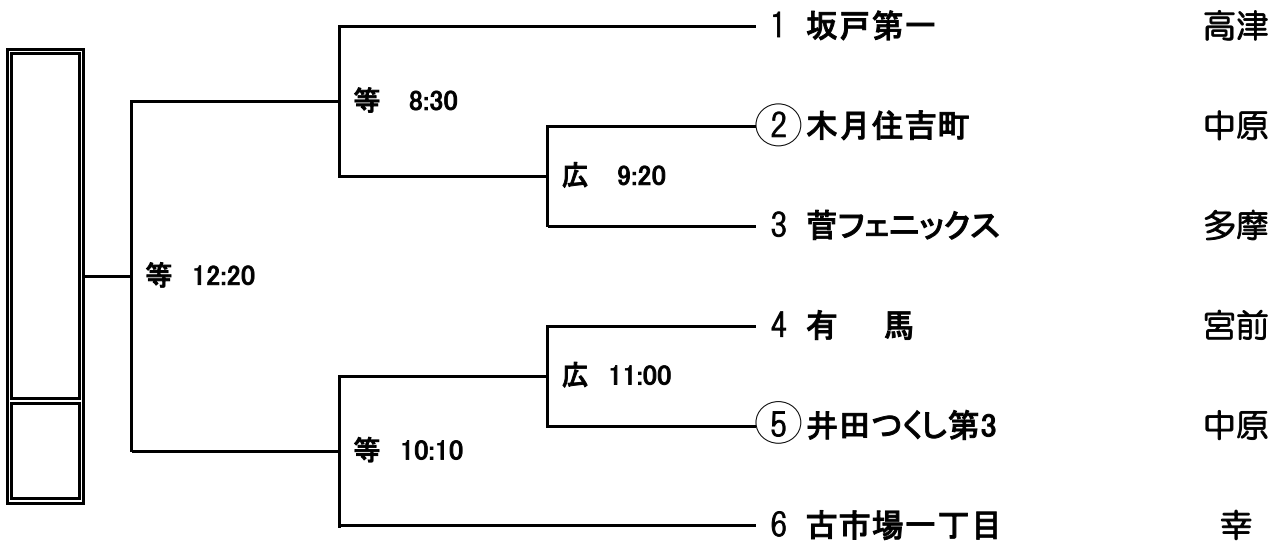 1 坂戸第一 高津
等 8:30
② 木月住吉町 中原
広 9:20
3 菅フェニックス 多摩
等 12:20
4 有 馬 宮前
広 11:00
⑤ 井田つくし第3 中原
等 10:10
6 古市場一丁目 幸